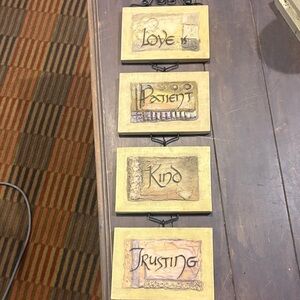 Love is
Patient
Kind
Trusting